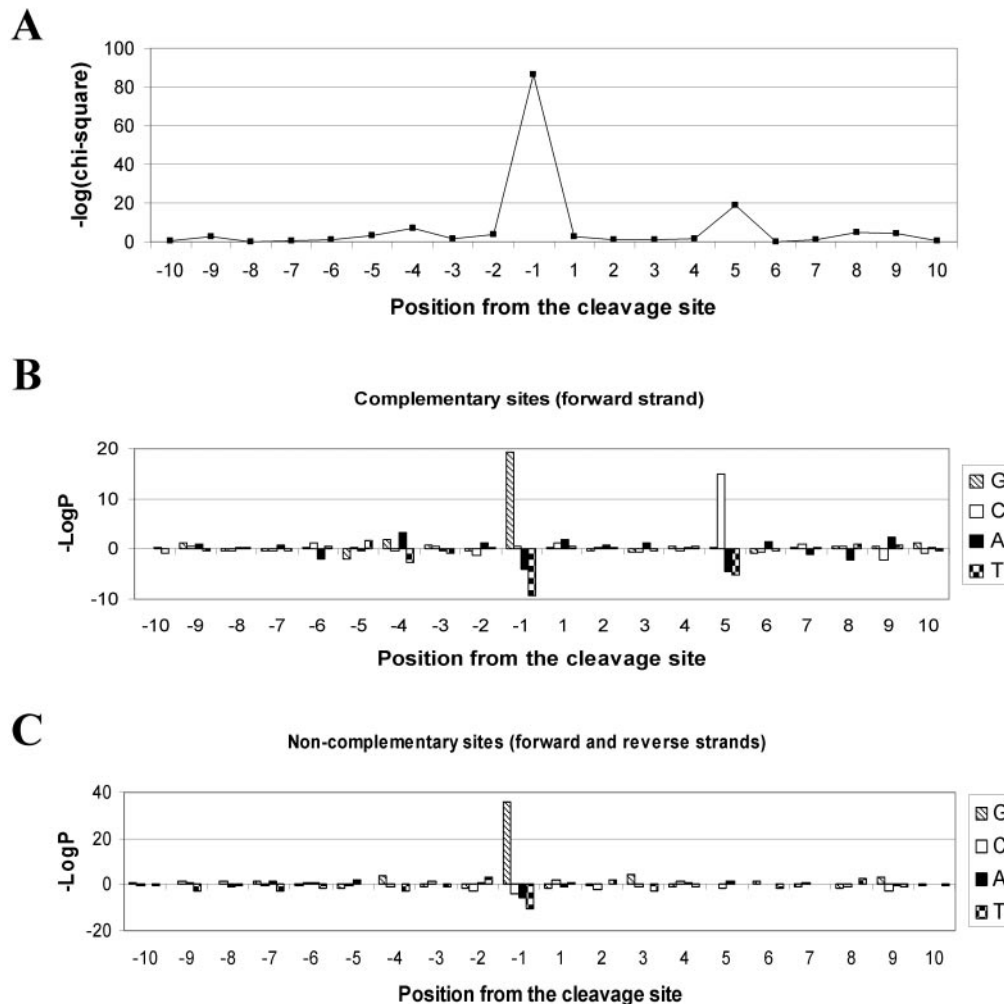 A
-log(chi-square)
100
80
60
40
20
0
-10 -9 -8 -7 -6 -5 -4 -3 -2 -1 1 2 3 4 5 6 7 8 9 10
Position from the cleavage site
B
Complementary sites (forward strand)
-LogP
20
10
0
-10
-10 -9 -8 -7 -6 -5 -4 -3 -2 -1 1 2 3 4 5 6 7 8 9 10
Position from the cleavage site
G
C
A
T
C
Non-complementary sites (forward and reverse strands)
-LogP
40
20
0
-20
-10 -9 -8 -7 -6 -5 -4 -3 -2 -1 1 2 3 4 5 6 7 8 9 10
Position from the cleavage site
G
C
A
T